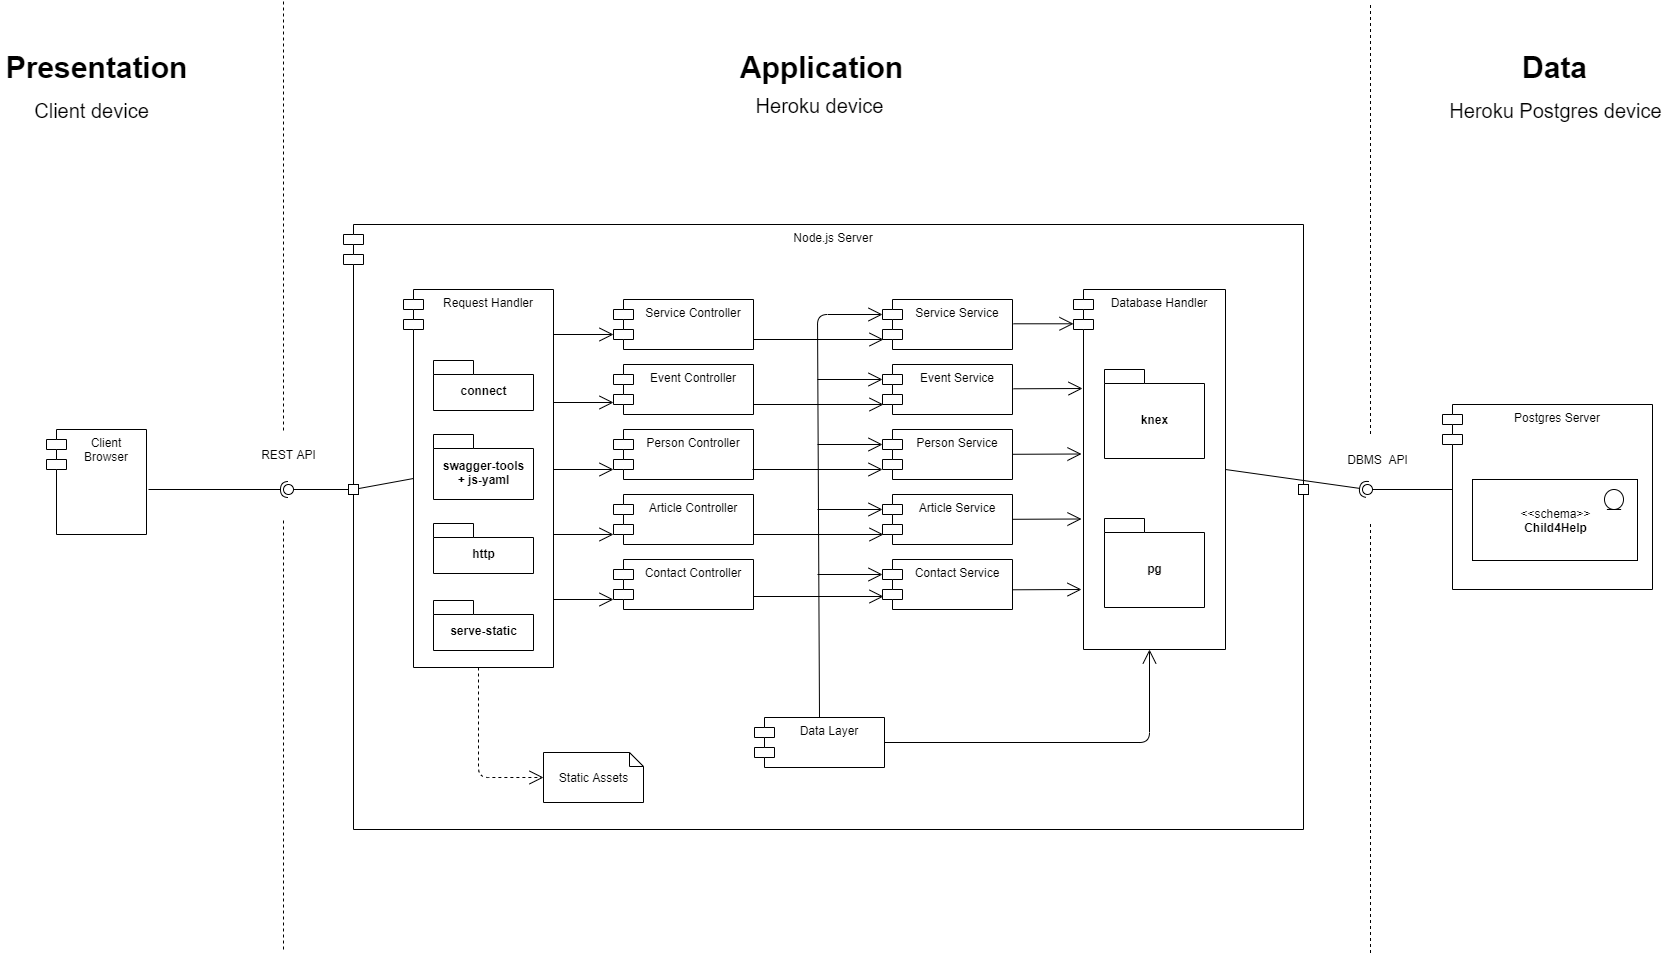 Presentation
Client device
Application
Heroku device
Data
Heroku Postgres device
Node.js Server
Request Handler
connect
swagger-tools
+ js-yaml
http
serve-static
Service Controller
Event Controller
Person Controller
Article Controller
Contact Controller
Service Service
Event Service
Person Service
Article Service
Contact Service
Database Handler
knex
pg
Data Layer
Static Assets
Client
Browser
REST API
DBMS  API
Postgres Server
<<schema>>
Child4Help